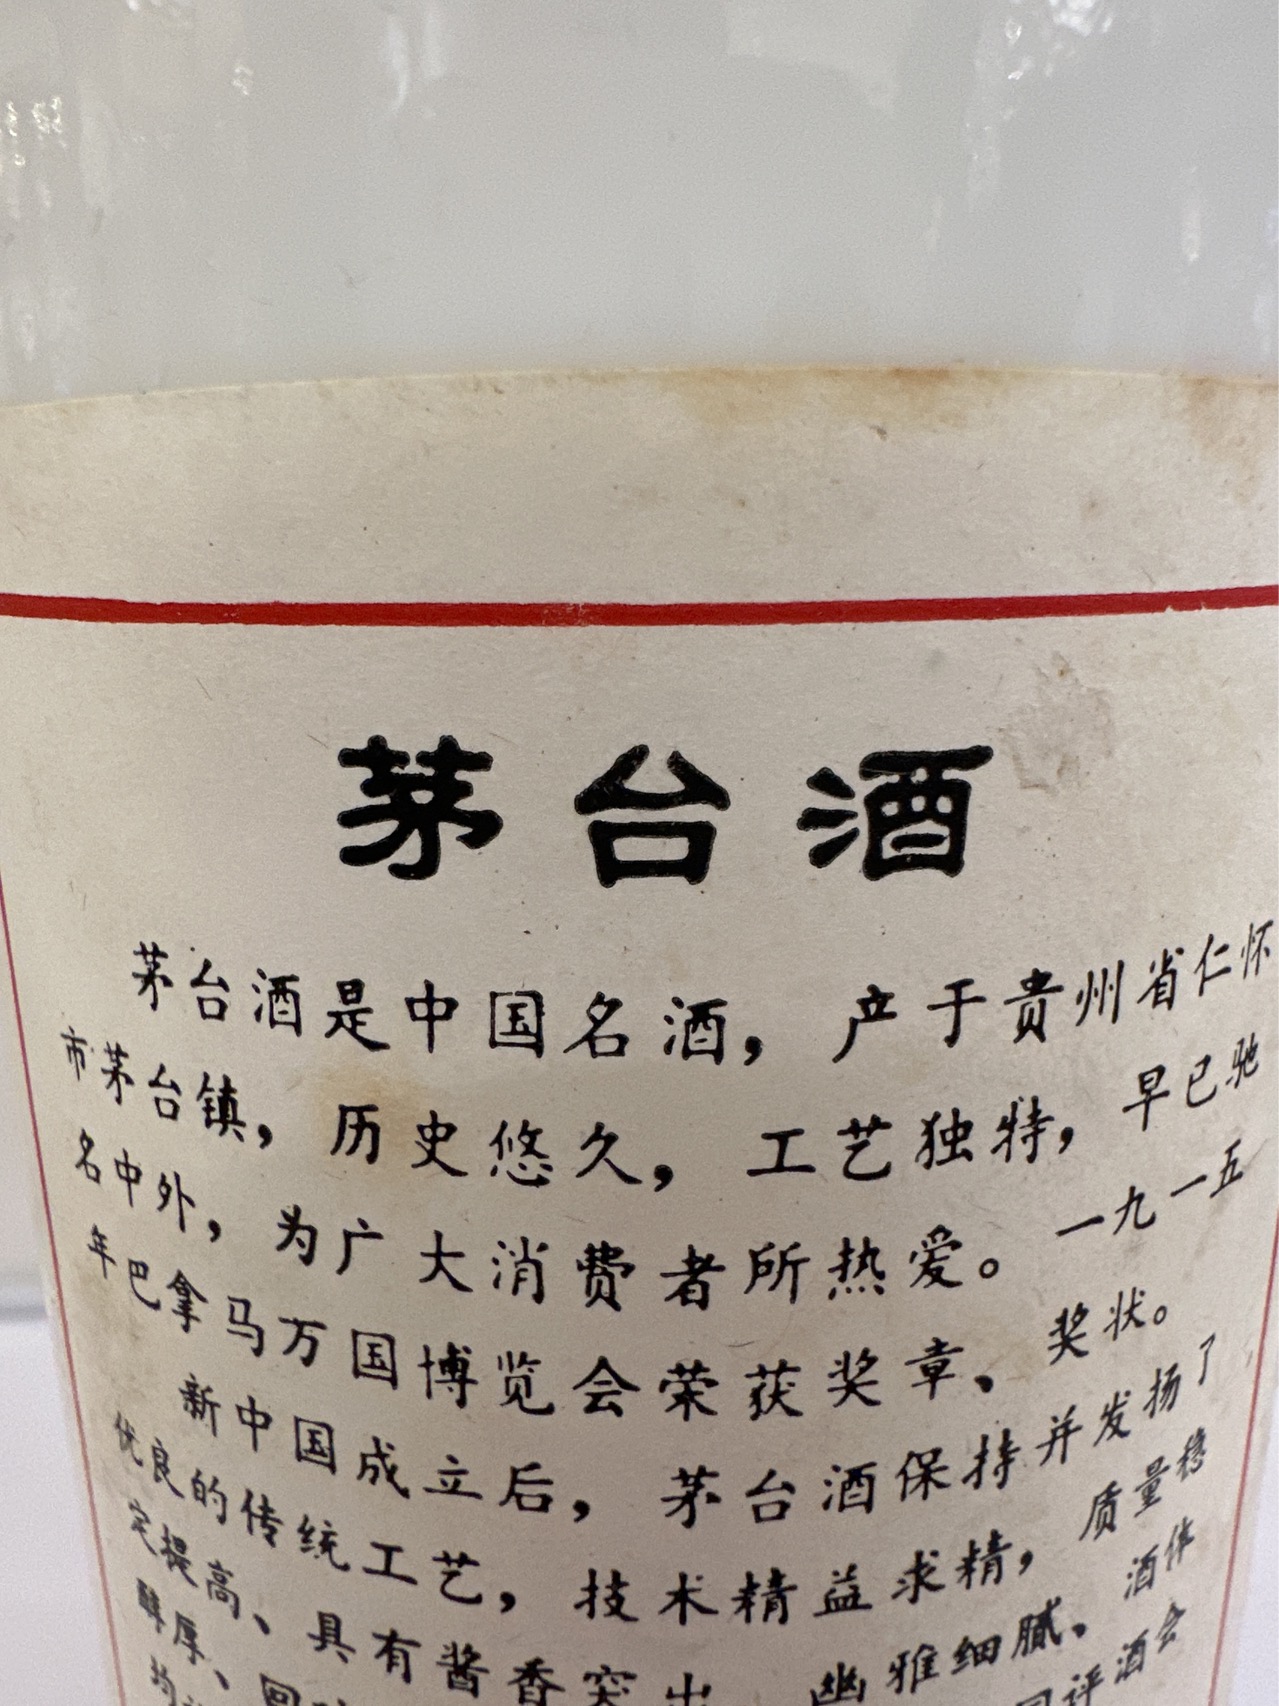 茅台酒
茅台酒是中国名酒，产于贵州省仁怀
市茅台镇，历史悠久，工艺独特，早已驰
名中外，为广大消费者所热爱。一九一五
年巴拿马万国博览会荣获奖章、奖状。
新中国成立后，茅台酒保持并发扬了
优良的传统工艺，技术精益求精，质量稳
定提高、具有酱香突出、幽雅细腻、酒体
醇厚、回
评酒会
均